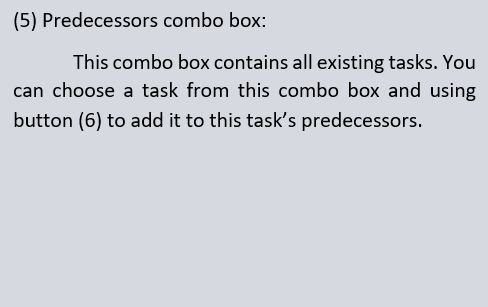 (5) Predecessors combo box:
This combo box contains all existing tasks. You
can choose a task from this combo box and using
button (6) to add it to this task’s predecessors.